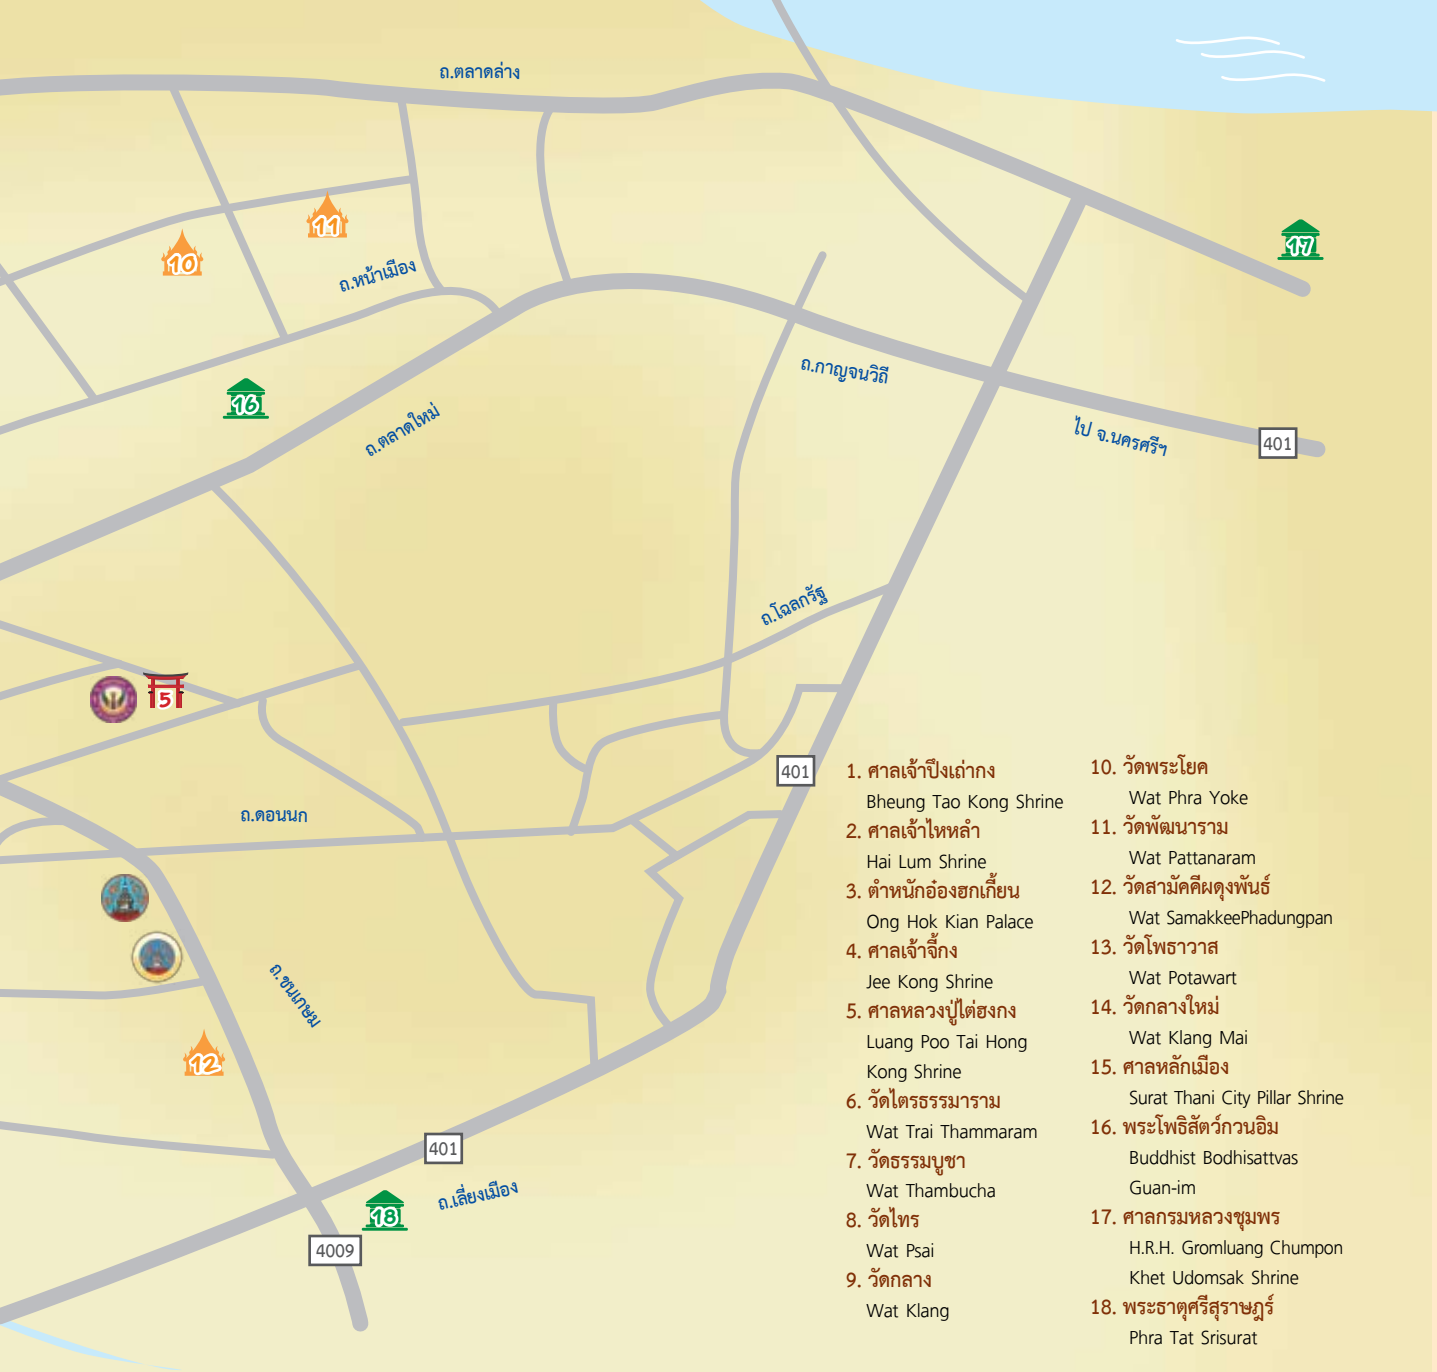 ถ.ตลาดล่าง
11
10
ถ.หน้าเมือง
17
16
ถ.ตลาดใหม่
ถ.กาญจนวิถี
ไป จ.นครศรีฯ
401
ถ.โฉลกรัฐ
5
401
ถ.ดอนนก
ถ.ชนเกษม
12
401
ถ.เลี่ยงเมือง
18
4009
1. ศาลเจ้าปึงเถ่ากง
Bheung Tao Kong Shrine
2. ศาลเจ้าไหหลำ
Hai Lum Shrine
3. ตำหนักอ๋องฮกเกี้ยน
Ong Hok Kian Palace
4. ศาลเจ้าจี้กง
Jee Kong Shrine
5. ศาลหลวงปู่ไต่ฮงกง
Luang Poo Tai Hong
Kong Shrine
6. วัดไตรธรรมาราม
Wat Trai Thammaram
7. วัดธรรมบูชา
Wat Thambucha
8. วัดไทร
Wat Psai
9. วัดกลาง
Wat Klang
10. วัดพระโยค
Wat Phra Yoke
11. วัดพัฒนาราม
Wat Pattanaram
12. วัดสามัคคีผดุงพันธ์
Wat SamakkeePhadungpan
13. วัดโพธาวาส
Wat Potawart
14. วัดกลางใหม่
Wat Klang Mai
15. ศาลหลักเมือง
Surat Thani City Pillar Shrine
16. พระโพธิสัตว์กวนอิม
Buddhist Bodhisattvas
Guan-im
17. ศาลกรมหลวงชุมพร
H.R.H. Gromluang Chumpon
Khet Udomsak Shrine
18. พระธาตุศรีสุราษฎร์
Phra Tat Srisurat